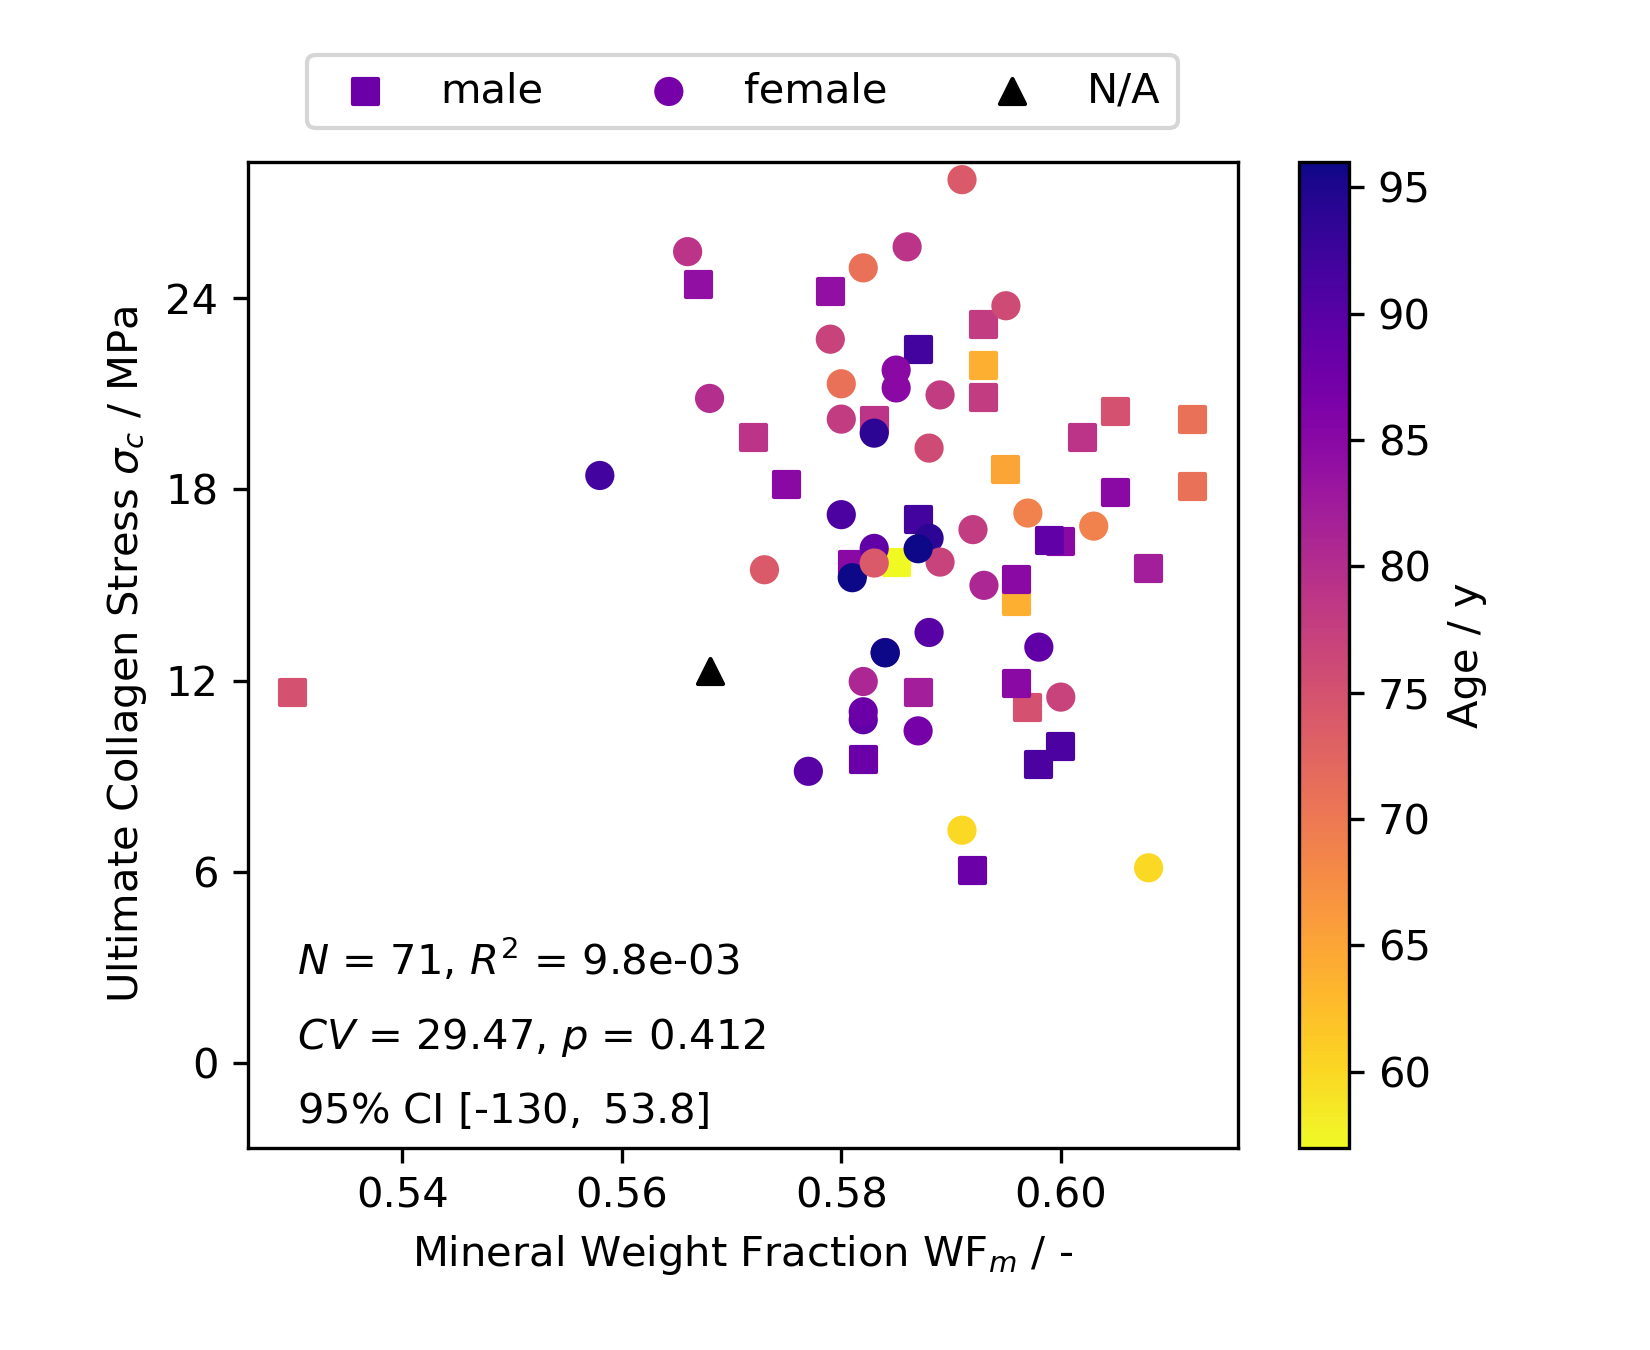 male female N/A
Ultimate Collagen Stress σc / MPa
24
18
12
6
0
N = 71, R² = 9.8e-03
CV = 29.47, p = 0.412
95% CI [-130, 53.8]
0.54 0.56 0.58 0.60
Mineral Weight Fraction WFm / -
95
90
85
80
75
70
65
60
Age / y